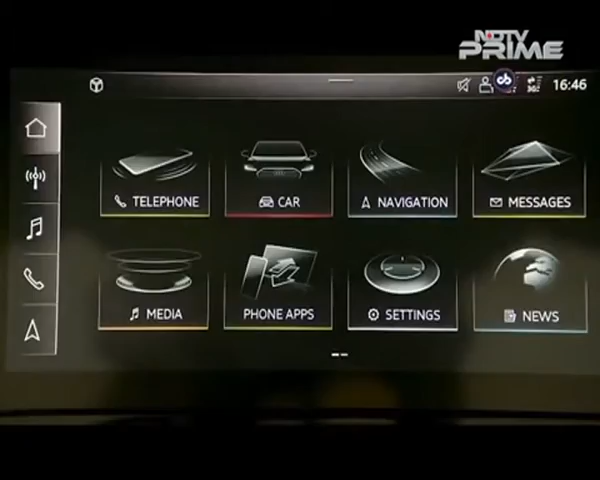 NDTV
PRIME
16:46
TELEPHONE
CAR
NAVIGATION
MESSAGES
MEDIA
PHONE APPS
SETTINGS
NEWS